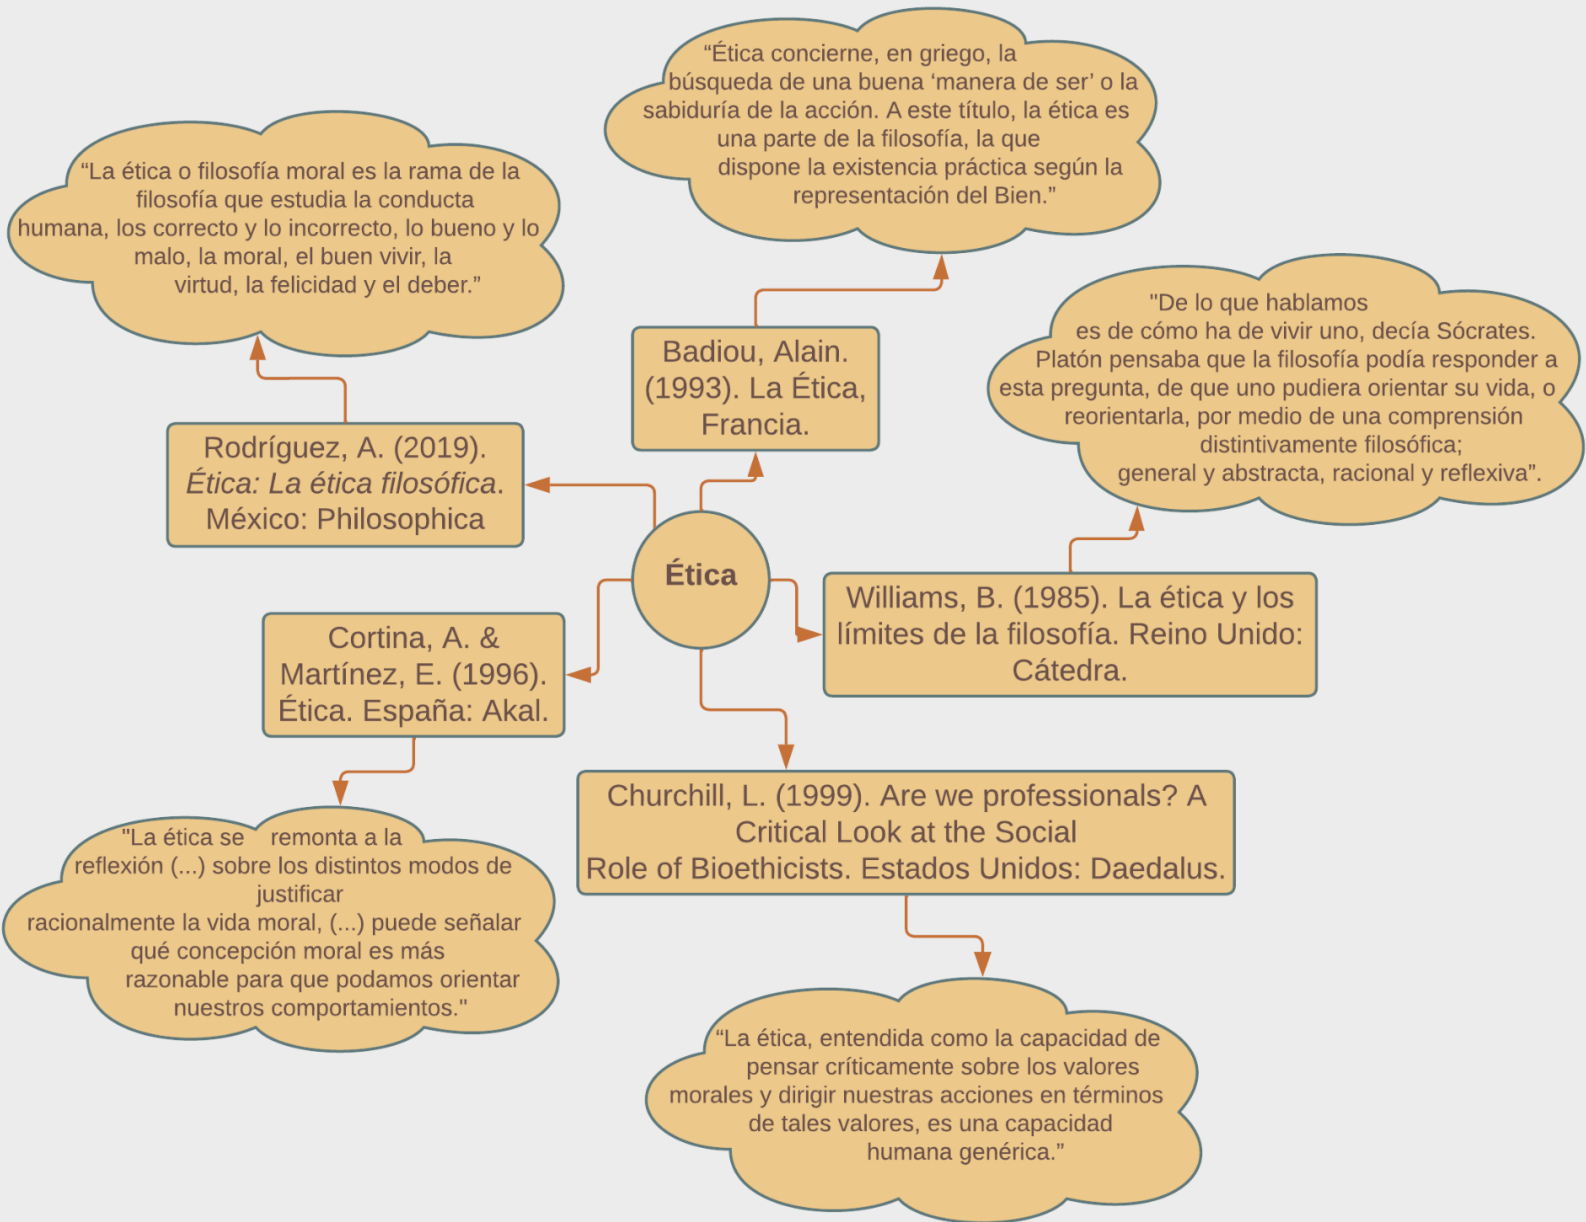 “Ética concierne, en griego, la
búsqueda de una buena ‘manera de ser’ o la
sabiduría de la acción. A este título, la ética es
una parte de la filosofía, la que
dispone la existencia práctica según la
representación del Bien.”
“La ética o filosofía moral es la rama de la
filosofía que estudia la conducta
humana, los correcto y lo incorrecto, lo bueno y lo
malo, la moral, el buen vivir, la
virtud, la felicidad y el deber.”
"De lo que hablamos
es de cómo ha de vivir uno, decía Sócrates.
Platón pensaba que la filosofía podía responder a
esta pregunta, de que uno pudiera orientar su vida, o
reorientarla, por medio de una comprensión
distintivamente filosófica;
general y abstracta, racional y reflexiva”.
Badiou, Alain.
(1993). La Ética,
Francia.
Rodríguez, A. (2019).
Ética: La ética filosófica.
México: Philosophica
Ética
Williams, B. (1985). La ética y los
límites de la filosofía. Reino Unido:
Cátedra.
Cortina, A. &
Martínez, E. (1996).
Ética. España: Akal.
Churchill, L. (1999). Are we professionals? A
Critical Look at the Social
Role of Bioethicists. Estados Unidos: Daedalus.
"La ética se remonta a la
reflexión (...) sobre los distintos modos de
justificar
racionalmente la vida moral, (...) puede señalar
qué concepción moral es más
razonable para que podamos orientar
nuestros comportamientos."
“La ética, entendida como la capacidad de
pensar críticamente sobre los valores
morales y dirigir nuestras acciones en términos
de tales valores, es una capacidad
humana genérica.”